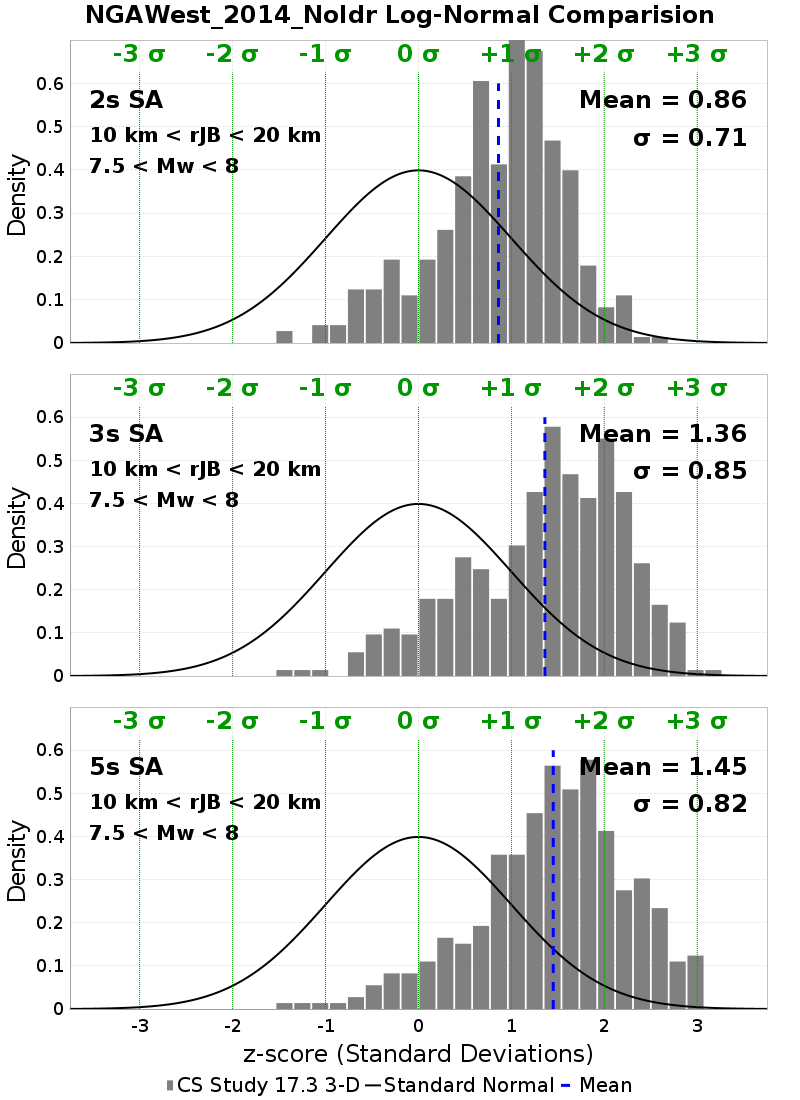 NGAWest_2014_NoIdr Log-Normal Comparision
-3 σ -2 σ -1 σ 0 σ +1 σ +2 σ +3 σ
2s SA
Mean = 0.86
10 km < rJB < 20 km
σ = 0.71
7.5 < Mw < 8
Density
0.6
0.5
0.4
0.3
0.2
0.1
0
-3 σ -2 σ -1 σ 0 σ +1 σ +2 σ +3 σ
3s SA
Mean = 1.36
10 km < rJB < 20 km
σ = 0.85
7.5 < Mw < 8
Density
0.6
0.5
0.4
0.3
0.2
0.1
0
-3 σ -2 σ -1 σ 0 σ +1 σ +2 σ +3 σ
5s SA
Mean = 1.45
10 km < rJB < 20 km
σ = 0.82
7.5 < Mw < 8
Density
0.6
0.5
0.4
0.3
0.2
0.1
0
-3 -2 -1 0 1 2 3
z-score (Standard Deviations)
CS Study 17.3 3-D Standard Normal Mean